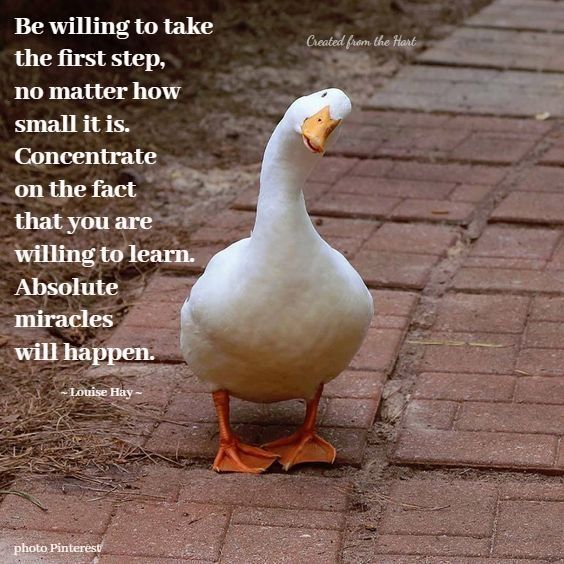 Be willing to take
the first step,
no matter how
small it is.
Concentrate
on the fact
that you are
willing to learn.
Absolute
miracles
will happen.
~ Louise Hay ~
Created from the Hart
photo Pinterest